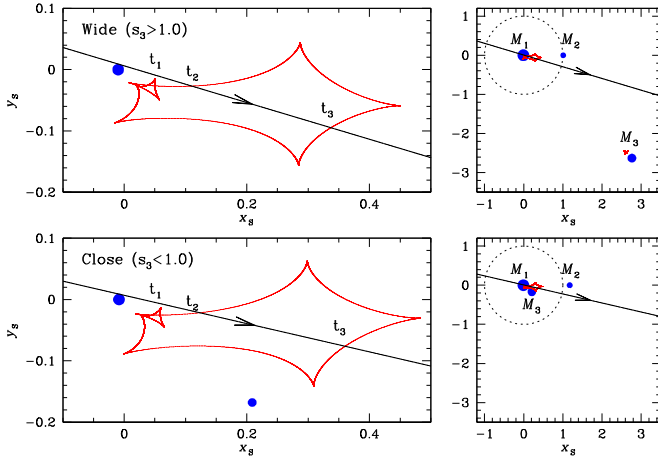 Wide (s₃>1.0)
t₁
t₂
t₃
0.1
0
-0.1
-0.2
yₛ
0
0.2
0.4
xₛ
M₁
M₂
M₃
1
0
-1
-2
-3
-1
0
1
2
3
xₛ
Close (s₃<1.0)
t₁
t₂
t₃
0.1
0
-0.1
-0.2
yₛ
0
0.2
0.4
xₛ
M₁
M₂
M₃
1
0
-1
-2
-3
-1
0
1
2
3
xₛ